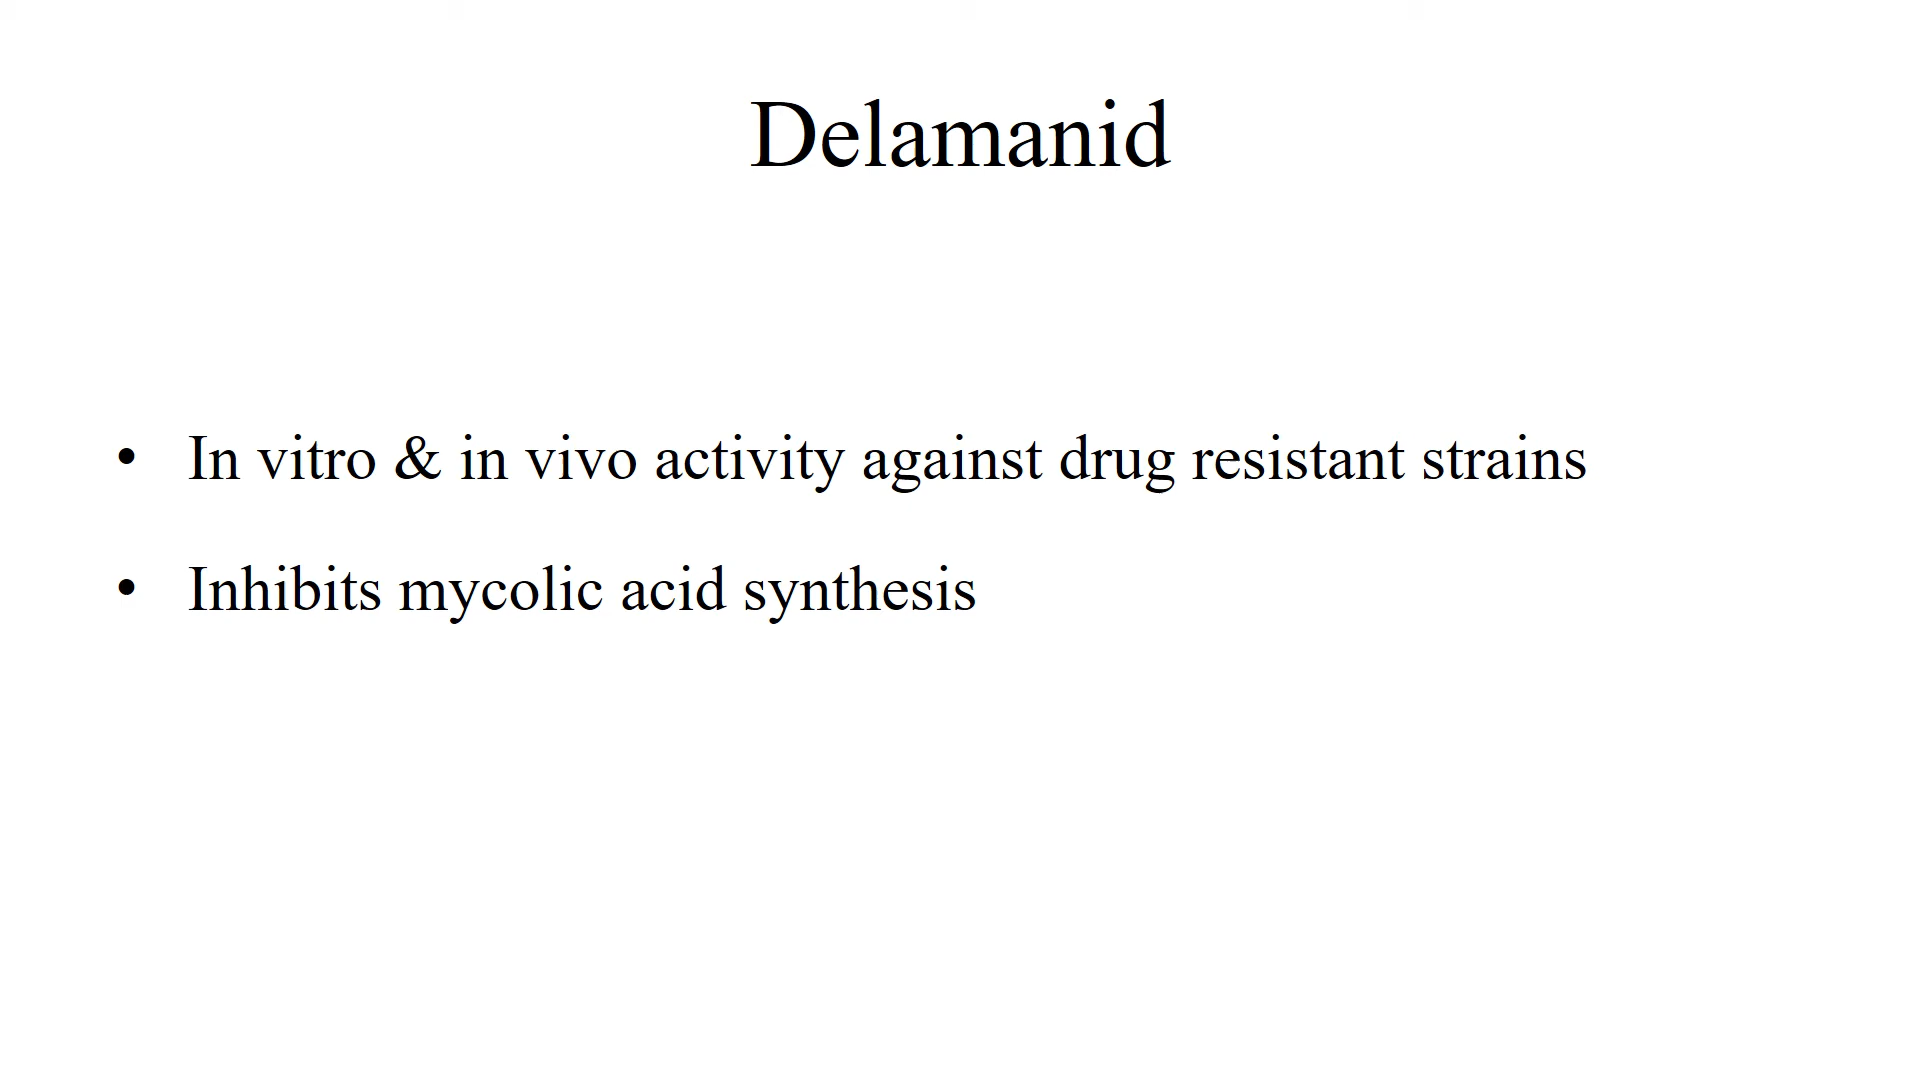 Delamanid
• In vitro & in vivo activity against drug resistant strains
• Inhibits mycolic acid synthesis